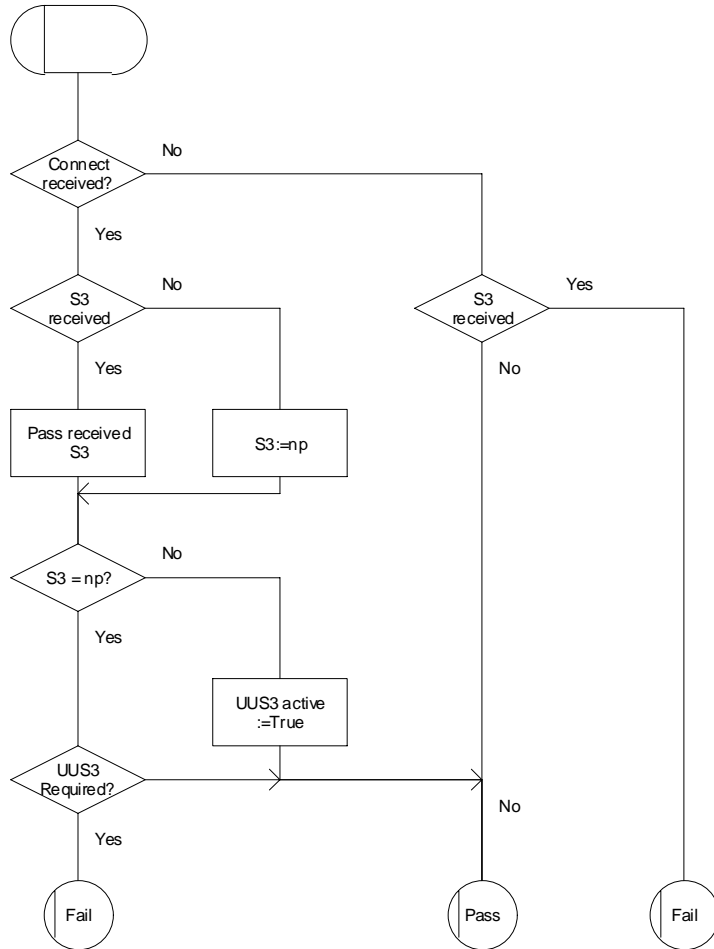 No
Connect
received?
Yes
S3
received
No
S3
received
Yes
Yes
No
Pass received
S3
S3:=np
No
S3 = np?
Yes
UUS3 active
:=True
UUS3
Required?
No
Yes
Fail
Pass
Fail